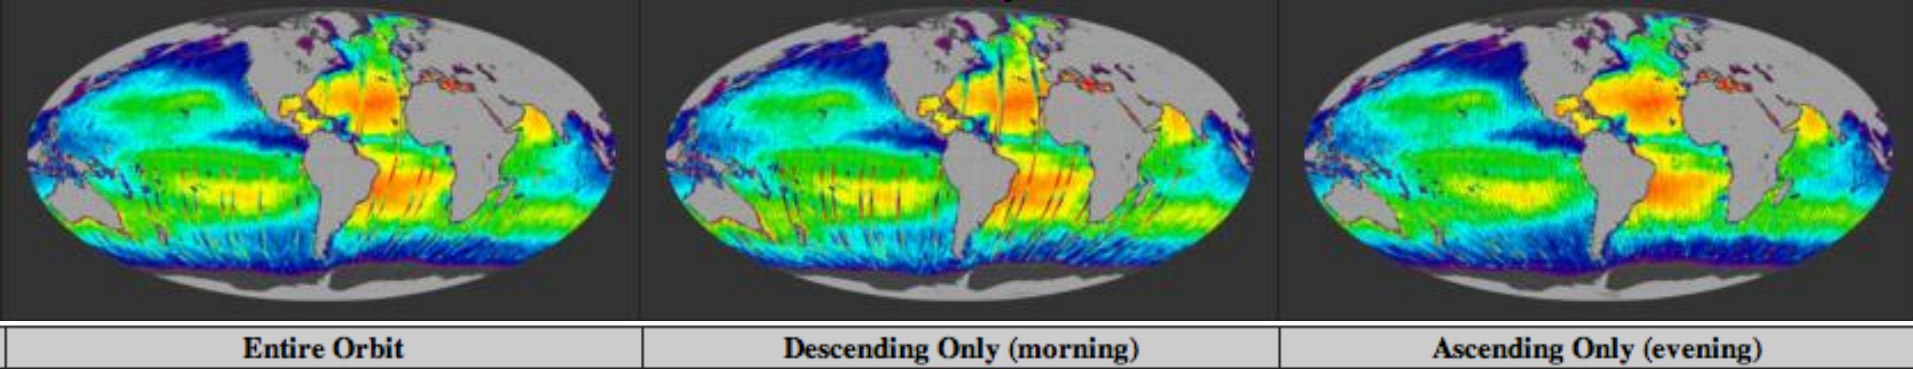 Entire Orbit
Descending Only (morning)
Ascending Only (evening)